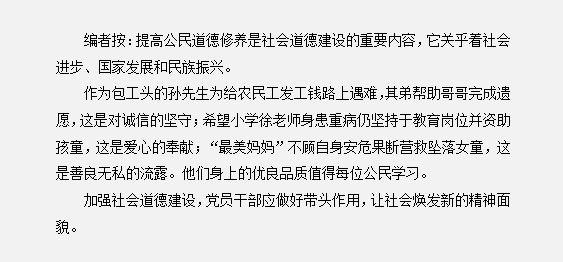 编者按：提高公民道德修养是社会道德建设的重要内容，它关乎着社会
进步、国家发展和民族振兴。
作为包工头的孙先生为给农民工发工钱路上遇难，其弟帮助哥哥完成遗
愿，这是对诚信的坚守；希望小学徐老师身患重病仍坚持于教育岗位并资助
孩童，这是爱心的奉献；“最美妈妈”不顾自身安危果断营救坠落女童，这
是善良无私的流露。他们身上的优良品质值得每位公民学习。
加强社会道德建设，党员干部应做好带头作用，让社会焕发新的精神面
貌。